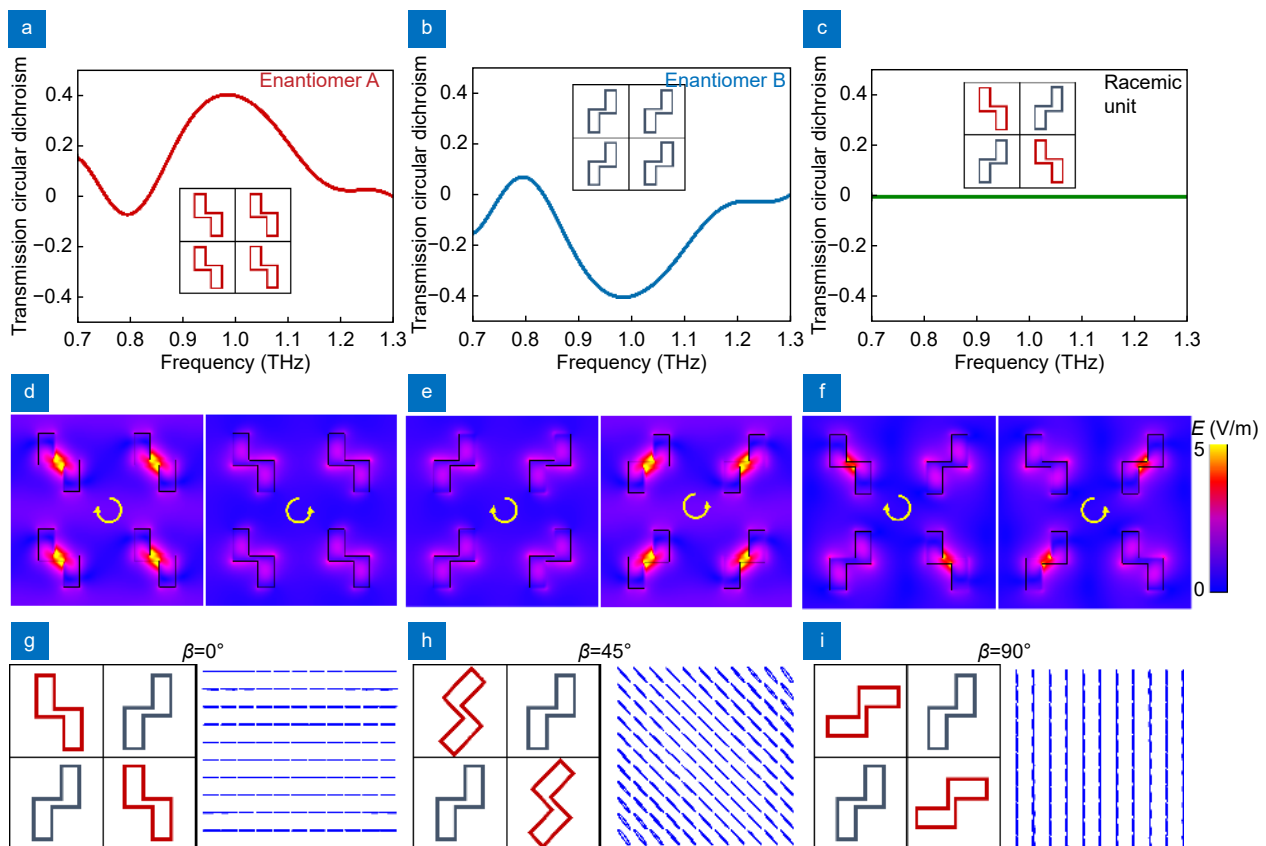 a
Transmission circular dichroism
Enantiomer A
0.4
0.2
0
−0.2
−0.4
0.7 0.8 0.9 1.0 1.1 1.2 1.3
Frequency (THz)
b
Transmission circular dichroism
Enantiomer B
0.4
0.2
0
−0.2
−0.4
0.7 0.8 0.9 1.0 1.1 1.2 1.3
Frequency (THz)
c
Transmission circular dichroism
Racemic
unit
0.4
0.2
0
−0.2
−0.4
0.7 0.8 0.9 1.0 1.1 1.2 1.3
Frequency (THz)
d
e
f
E (V/m)
5
0
g
β=0°
h
β=45°
i
β=90°